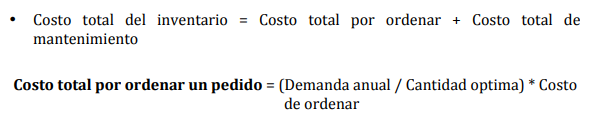 • Costo total del inventario = Costo total por ordenar + Costo total de
mantenimiento
Costo total por ordenar un pedido = (Demanda anual / Cantidad optima) * Costo
de ordenar